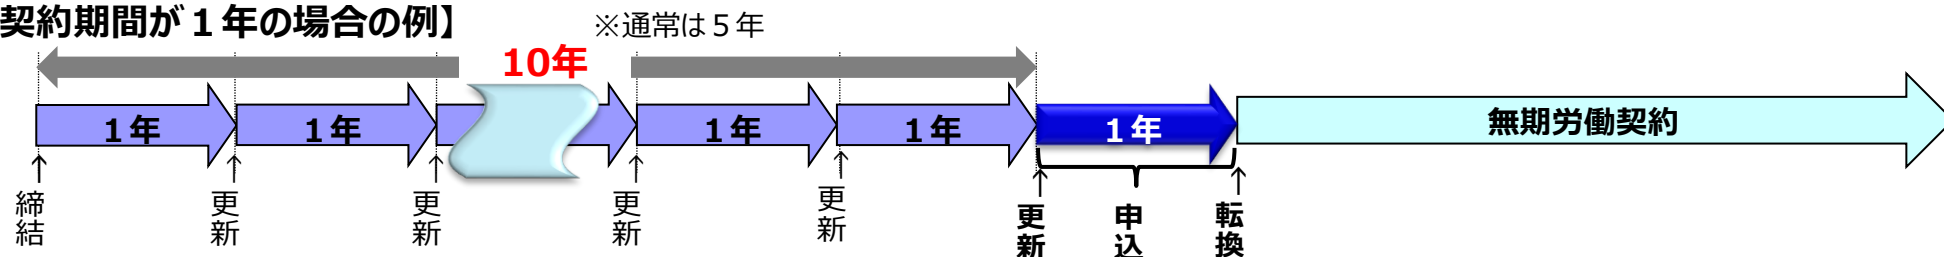 契約期間が１年の場合の例】
※通常は５年
10年
１年
１年
１年
１年
１年
無期労働契約
締結
更新
更新
更新
更新
更新
申込
転換